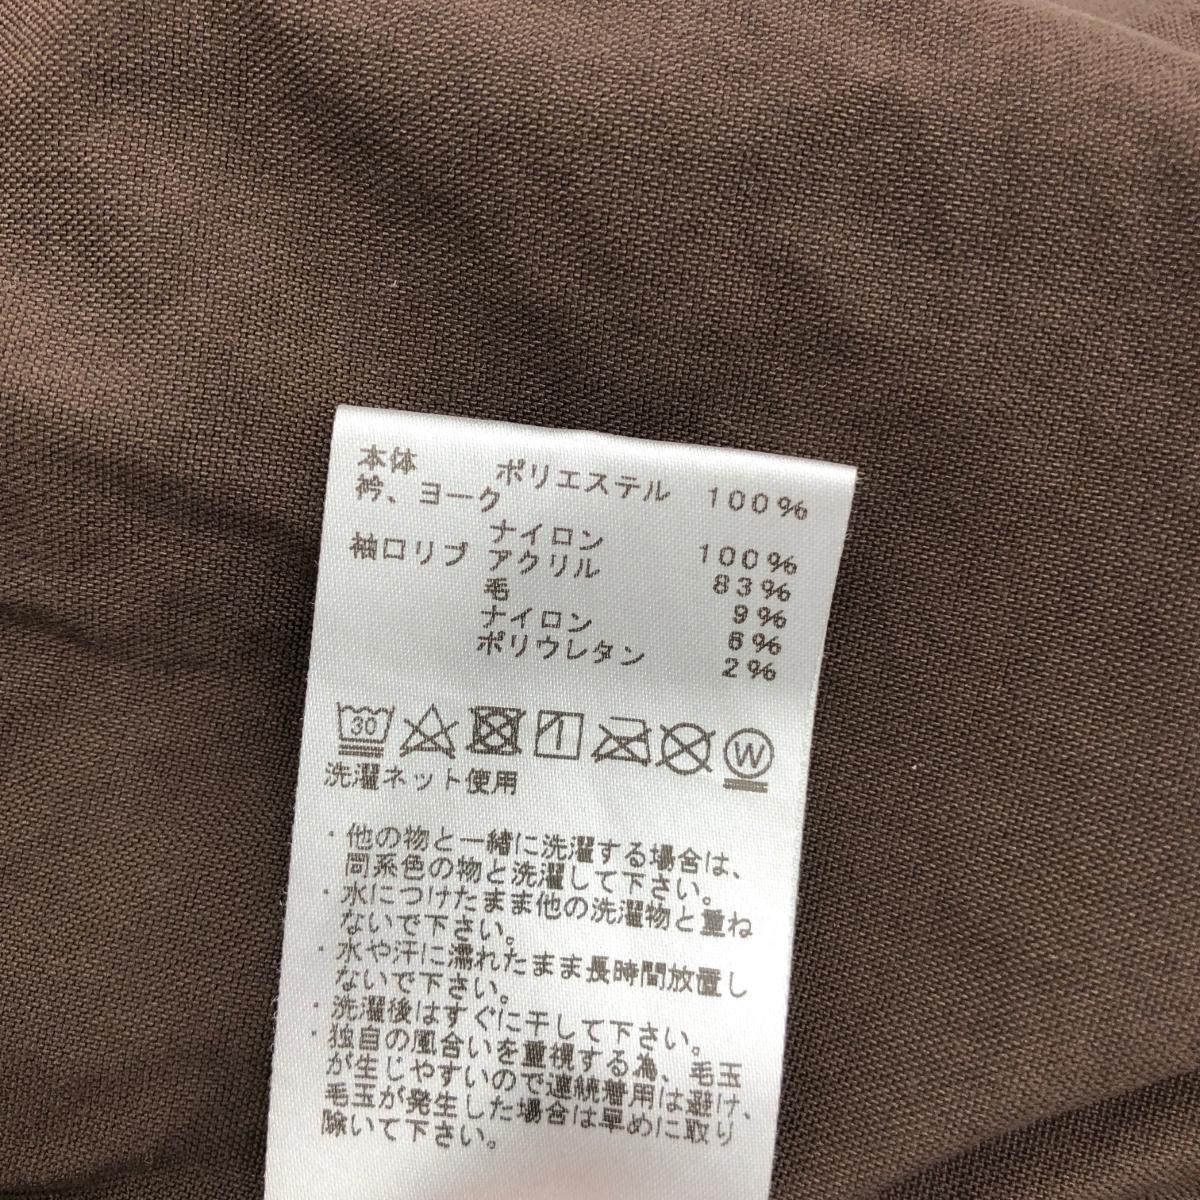 本体 ポリエステル 100%
衿、ヨーク
ナイロン 100%
袖口リブ アクリル 83%
毛 9%
ナイロン 6%
ポリウレタン 2%
30 W
洗濯ネット使用
・他の物と一緒に洗濯する場合は、
同系色の物と洗濯して下さい。
・水につけたまま他の洗濯物と重ね
ないで下さい。
・水や汗に濡れたまま長時間放置し
ないで下さい。
・洗濯後はすぐに干して下さい。
・独自の風合いを重視する為、毛玉
が生じやすいので連続着用は避け、
毛玉が発生した場合は早めに取り
除いて下さい。